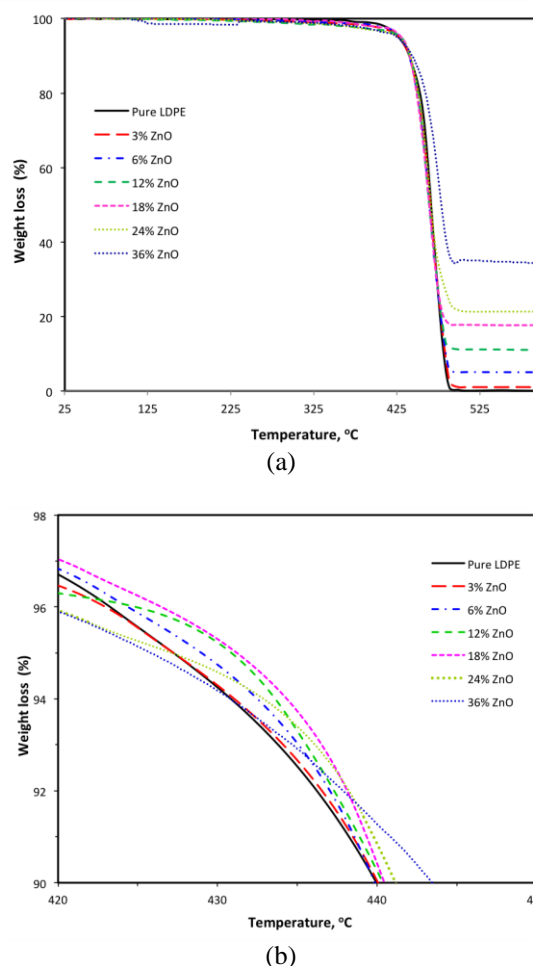 100
80
60
40
20
0
Weight loss (%)
Pure LDPE
3% ZnO
6% ZnO
12% ZnO
18% ZnO
24% ZnO
36% ZnO
25 125 225 325 425 525
Temperature, °C
(a)
98
96
94
92
90
Weight loss (%)
Pure LDPE
3% ZnO
6% ZnO
12% ZnO
18% ZnO
24% ZnO
36% ZnO
420 430 440
Temperature, °C
(b)